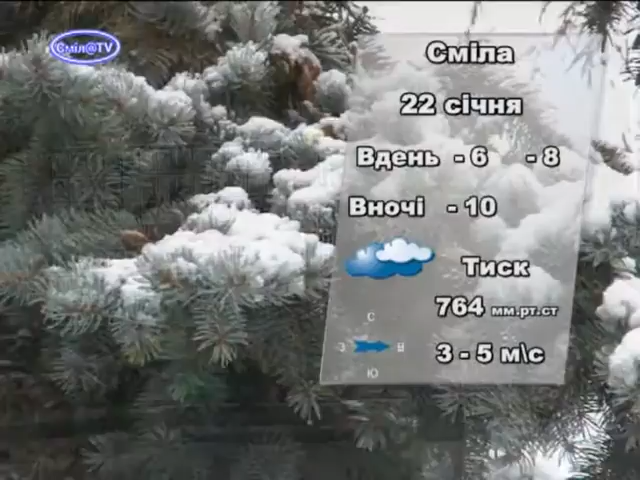 Сміл@TV
Сміла
22 січня
Вдень - 6 - 8
Вночі - 10
Тиск
764 мм.рт.ст
С
З В
Ю
3 - 5 м\с